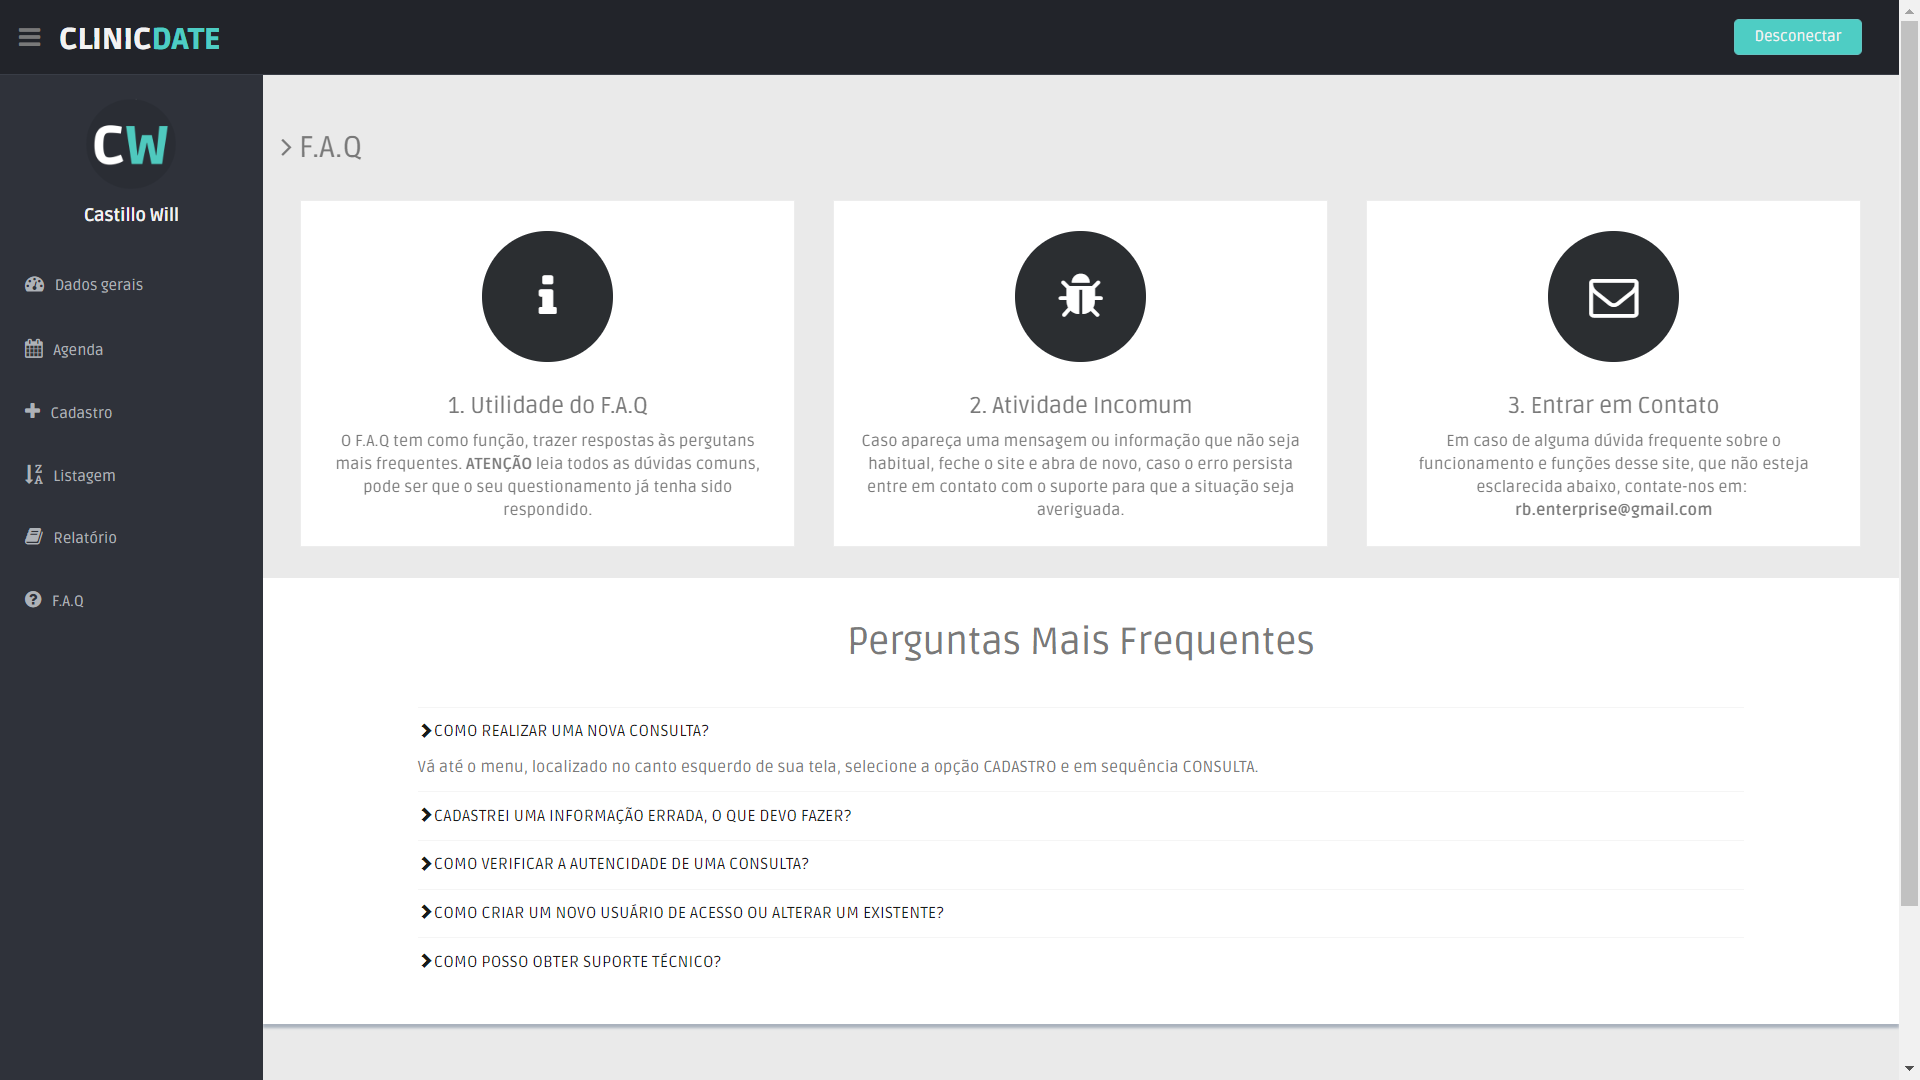 CLINICDATE
Desconectar
CW
Castillo Will
Dados gerais
Agenda
Cadastro
Listagem
Relatório
F.A.Q
F.A.Q
1. Utilidade do F.A.Q
O F.A.Q tem como função, trazer respostas às pergutans
mais frequentes. ATENÇÃO leia todos as dúvidas comuns,
pode ser que o seu questionamento já tenha sido
respondido.
2. Atividade Incomum
Caso apareça uma mensagem ou informação que não seja
habitual, feche o site e abra de novo, caso o erro persista
entre em contato com o suporte para que a situação seja
averiguada.
3. Entrar em Contato
Em caso de alguma dúvida frequente sobre o
funcionamento e funções desse site, que não esteja
esclarecida abaixo, contate-nos em:
rb.enterprise@gmail.com
Perguntas Mais Frequentes
COMO REALIZAR UMA NOVA CONSULTA?
Vá até o menu, localizado no canto esquerdo de sua tela, selecione a opção CADASTRO e em sequência CONSULTA.
CADASTREI UMA INFORMAÇÃO ERRADA, O QUE DEVO FAZER?
COMO VERIFICAR A AUTENCIDADE DE UMA CONSULTA?
COMO CRIAR UM NOVO USUÁRIO DE ACESSO OU ALTERAR UM EXISTENTE?
COMO POSSO OBTER SUPORTE TÉCNICO?